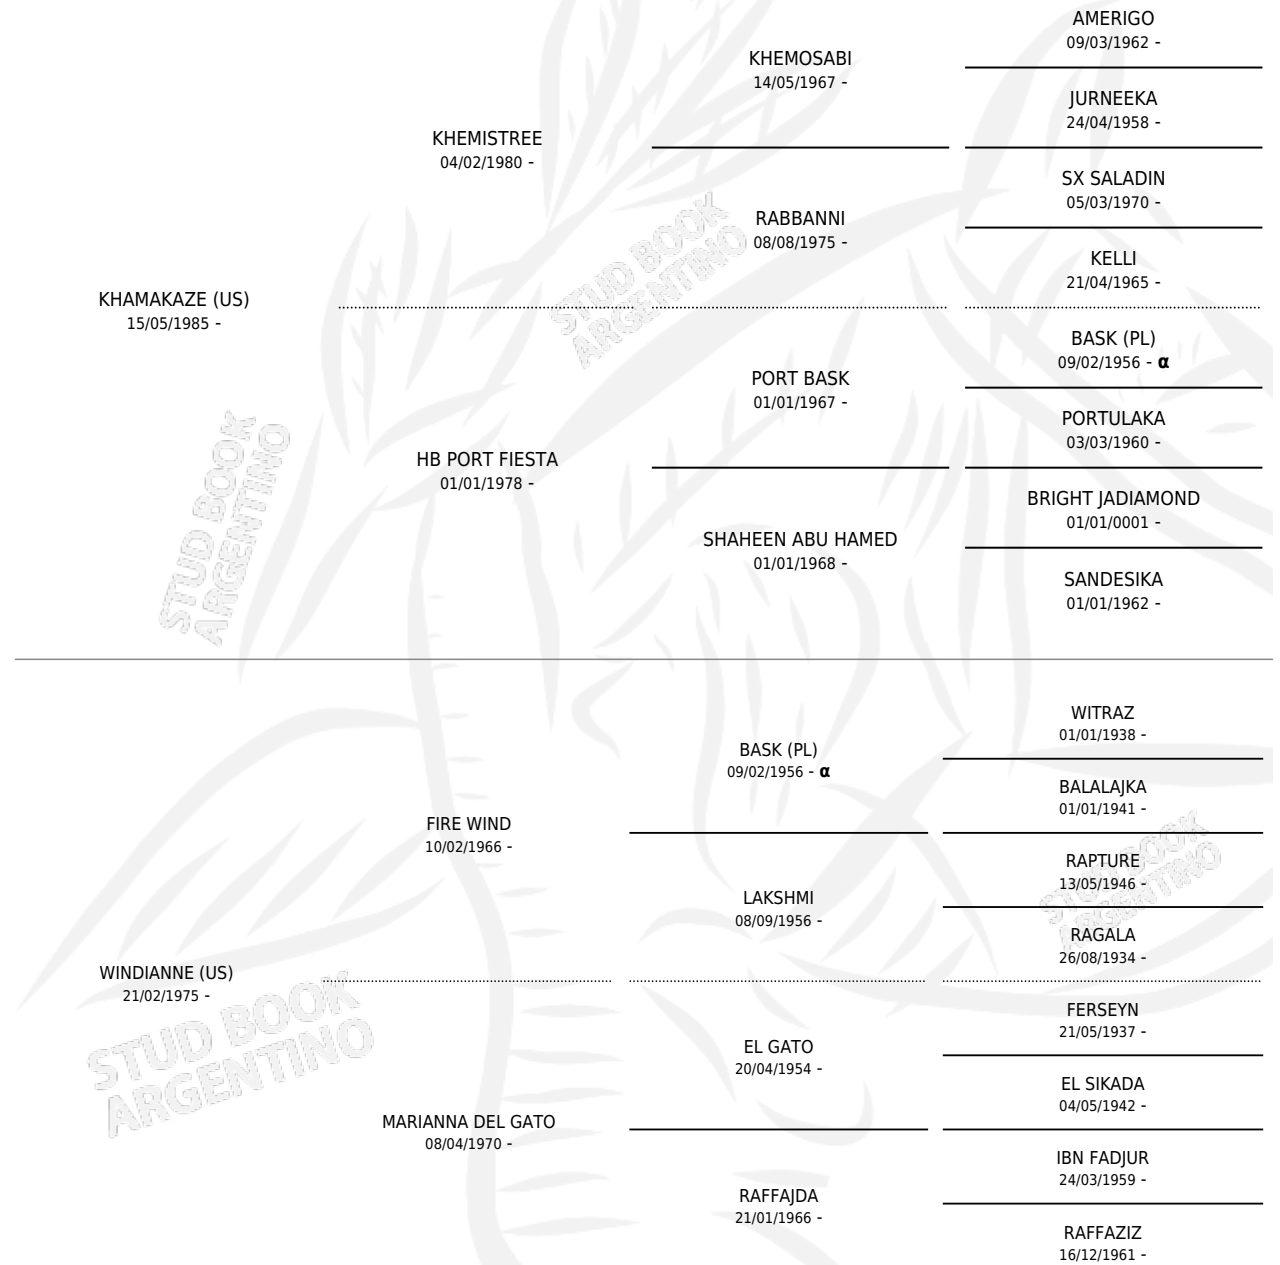 AMERIGO
09/03/1962 -
KHEMOSABI
14/05/1967 -
JURNEEKA
24/04/1958 -
KHEMISTREE
04/02/1980 -
SX SALADIN
05/03/1970 -
RABBANNI
08/08/1975 -
KELLI
21/04/1965 -
KHAMAKAZE (US)
15/05/1985 -
BASK (PL)
09/02/1956 - α
PORT BASK
01/01/1967 -
PORTULAKA
03/03/1960 -
HB PORT FIESTA
01/01/1978 -
BRIGHT JADIAMOND
01/01/0001 -
SHAHEEN ABU HAMED
01/01/1968 -
SANDESIKA
01/01/1962 -
STUD BOOK
ARGENTINO
STUD BOOK
ARGENTINO
WITRAZ
01/01/1938 -
BASK (PL)
09/02/1956 - α
BALALAJKA
01/01/1941 -
FIRE WIND
10/02/1966 -
RAPTURE
13/05/1946 -
LAKSHMI
08/09/1956 -
RAGALA
26/08/1934 -
WINDIANNE (US)
21/02/1975 -
FERSEYN
21/05/1937 -
EL GATO
20/04/1954 -
EL SIKADA
04/05/1942 -
MARIANNA DEL GATO
08/04/1970 -
IBN FADJUR
24/03/1959 -
RAFFAJDA
21/01/1966 -
RAFFAZIZ
16/12/1961 -
STUD BOOK
ARGENTINO
STUD BOOK
ARGENTINO